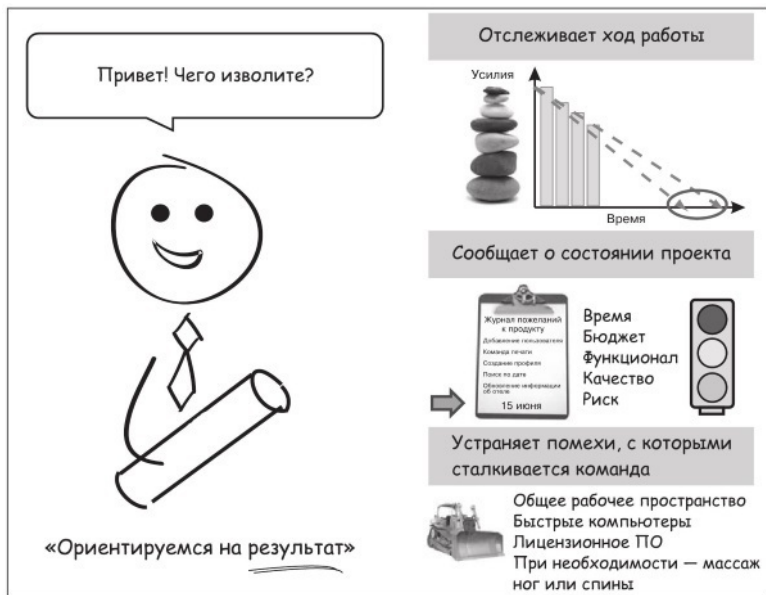 Привет! Чего изволите?
«Ориентируемся на результат»
Отслеживает ход работы
Усилия
Время
Сообщает о состоянии проекта
Журнал пожеланий
к продукту
Добавление пользователя
Команда печати
Создание профиля
Поиск по дате
Обновление информации
об отеле
15 июня
Время
Бюджет
Функционал
Качество
Риск
Устраняет помехи, с которыми
сталкивается команда
Общее рабочее пространство
Быстрые компьютеры
Лицензионное ПО
При необходимости — массаж
ног или спины